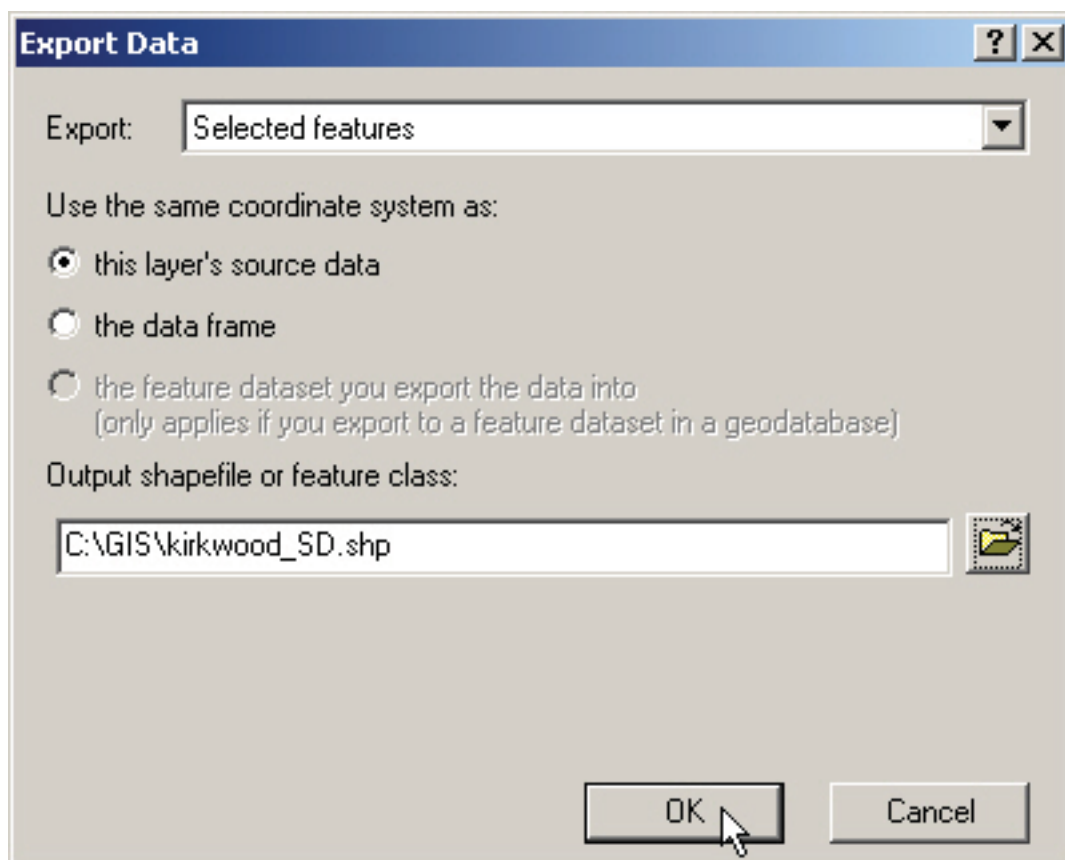 Export Data
Export: Selected features
Use the same coordinate system as:
this layer's source data
the data frame
the feature dataset you export the data into
(only applies if you export to a feature dataset in a geodatabase)
Output shapefile or feature class:
C:\GIS\kirkwood_SD.shp
OK Cancel